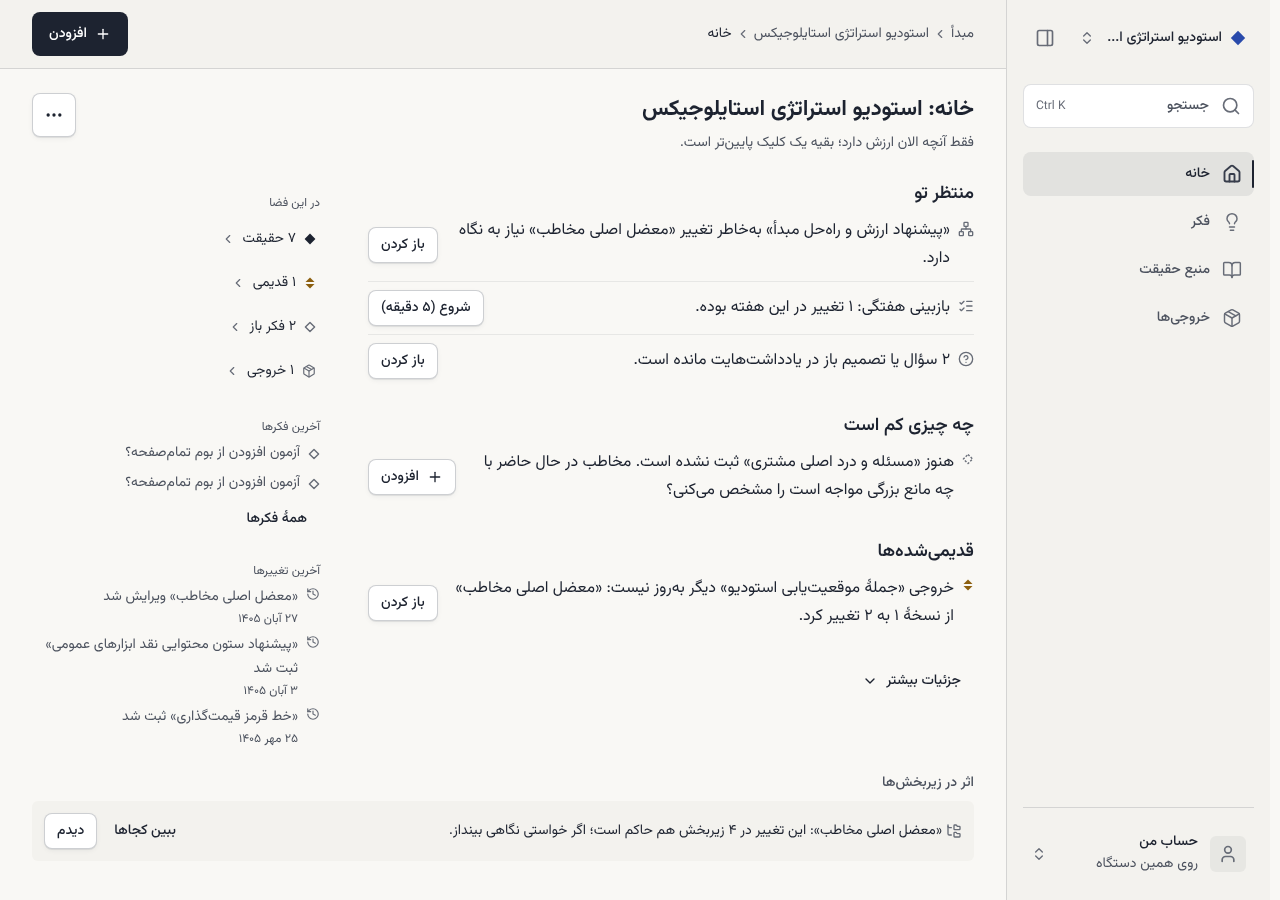 استودیو استراتژی ا...
جستجو
Ctrl K
خانه
فکر
منبع حقیقت
خروجی‌ها
حساب من
روی همین دستگاه
مبدأ
استودیو استراتژی استایلوجیکس
خانه
افزودن
خانه: استودیو استراتژی استایلوجیکس
فقط آنچه الان ارزش دارد؛ بقیه یک کلیک پایین‌تر است.
منتظر تو
«پیشنهاد ارزش و راه‌حل مبدأ» به‌خاطر تغییر «معضل اصلی مخاطب» نیاز به نگاه
دارد.
باز کردن
بازبینی هفتگی: ۱ تغییر در این هفته بوده.
شروع (۵ دقیقه)
۲ سؤال یا تصمیم باز در یادداشت‌هایت مانده است.
باز کردن
چه چیزی کم است
هنوز «مسئله و درد اصلی مشتری» ثبت نشده است. مخاطب در حال حاضر با
چه مانع بزرگی مواجه است را مشخص می‌کنی؟
افزودن
قدیمی‌شده‌ها
خروجی «جملهٔ موقعیت‌یابی استودیو» دیگر به‌روز نیست: «معضل اصلی مخاطب»
از نسخهٔ ۱ به ۲ تغییر کرد.
باز کردن
جزئیات بیشتر
در این فضا
۷ حقیقت
۱ قدیمی
۲ فکر باز
۱ خروجی
آخرین فکرها
آزمون افزودن از بوم تمام‌صفحه؟
آزمون افزودن از بوم تمام‌صفحه؟
همهٔ فکرها
آخرین تغییرها
«معضل اصلی مخاطب» ویرایش شد
۲۷ آبان ۱۴۰۵
«پیشنهاد ستون محتوایی نقد ابزارهای عمومی»
ثبت شد
۳ آبان ۱۴۰۵
«خط قرمز قیمت‌گذاری» ثبت شد
۲۵ مهر ۱۴۰۵
اثر در زیربخش‌ها
«معضل اصلی مخاطب»: این تغییر در ۴ زیربخش هم حاکم است؛ اگر خواستی نگاهی بینداز.
ببین کجاها
دیدم